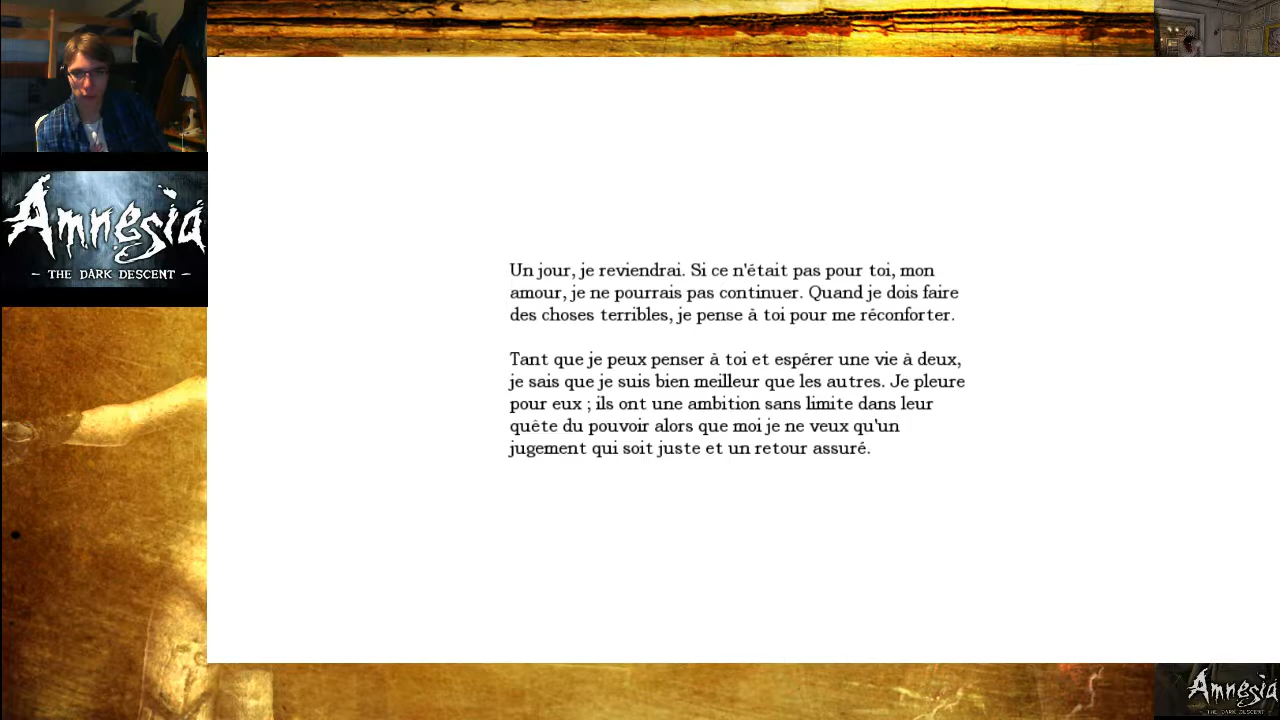 Amnesia
- THE DARK DESCENT -
Un jour, je reviendrai. Si ce n'était pas pour toi, mon
amour, je ne pourrais pas continuer. Quand je dois faire
des choses terribles, je pense à toi pour me réconforter.
Tant que je peux penser à toi et espérer une vie à deux,
je sais que je suis bien meilleur que les autres. Je pleure
pour eux ; ils ont une ambition sans limite dans leur
quête du pouvoir alors que moi je ne veux qu'un
jugement qui soit juste et un retour assuré.
Amnesia
- THE DARK DESCENT -